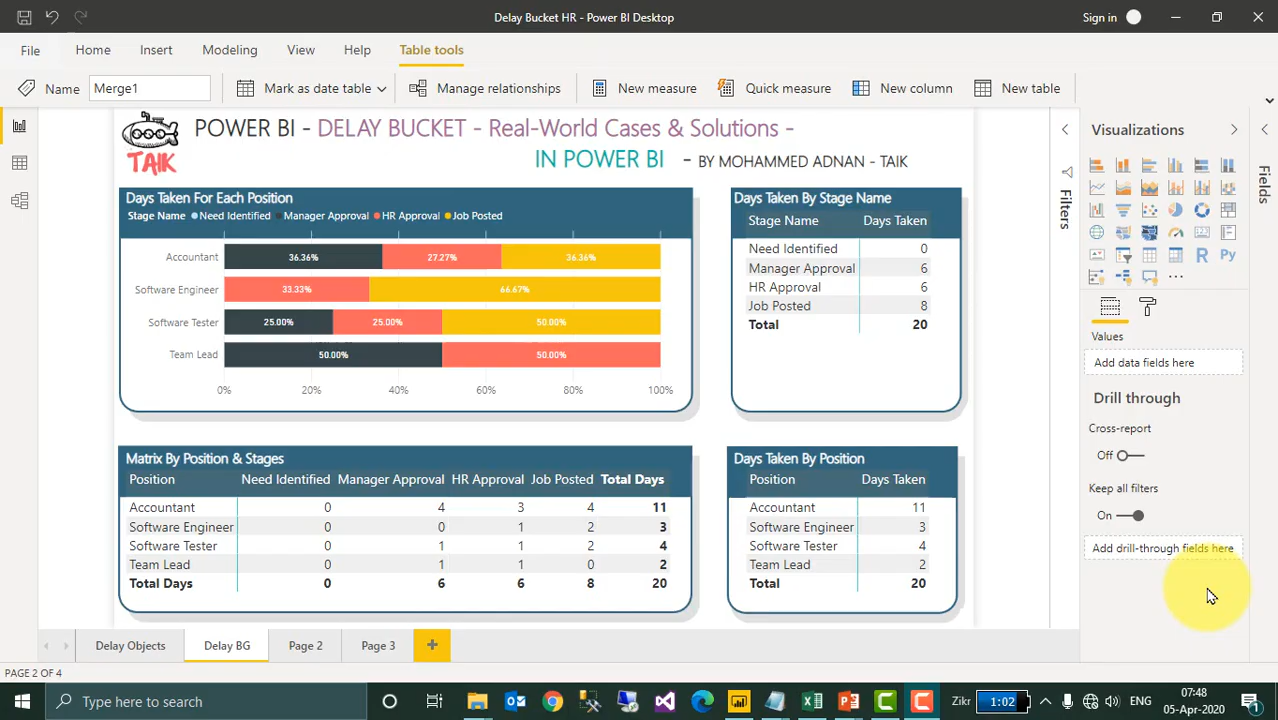 Delay Bucket HR - Power BI Desktop
Sign in
File Home Insert Modeling View Help Table tools
Name Merge1 Mark as date table Manage relationships New measure Quick measure New column New table
POWER BI - DELAY BUCKET - Real-World Cases & Solutions -
IN POWER BI - BY MOHAMMED ADNAN - TAIK
TAIK
Days Taken For Each Position
Stage Name Need Identified Manager Approval HR Approval Job Posted
Accountant 36.36% 27.27% 36.36%
Software Engineer 33.33% 66.67%
Software Tester 25.00% 25.00% 50.00%
Team Lead 50.00% 50.00%
0% 20% 40% 60% 80% 100%
Days Taken By Stage Name
Stage Name Days Taken
Need Identified 0
Manager Approval 6
HR Approval 6
Job Posted 8
Total 20
Matrix By Position & Stages
Position Need Identified Manager Approval HR Approval Job Posted Total Days
Accountant 0 4 3 4 11
Software Engineer 0 0 1 2 3
Software Tester 0 1 1 2 4
Team Lead 0 1 1 0 2
Total Days 0 6 6 8 20
Days Taken By Position
Position Days Taken
Accountant 11
Software Engineer 3
Software Tester 4
Team Lead 2
Total 20
Filters
Visualizations
R Py
Values
Add data fields here
Drill through
Cross-report
Off
Keep all filters
On
Add drill-through fields here
Fields
Delay Objects Delay BG Page 2 Page 3 +
PAGE 2 OF 4
Type here to search
Zikr 1:02 ENG 07:48
05-Apr-2020
1